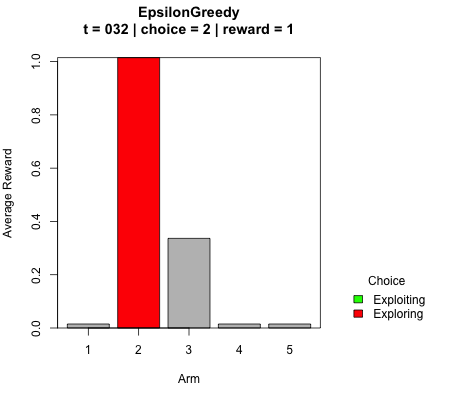 EpsilonGreedy
t = 032 | choice = 2 | reward = 1
Average Reward
1.0
0.8
0.6
0.4
0.2
0.0
1 2 3 4 5
Arm
Choice
Exploiting
Exploring